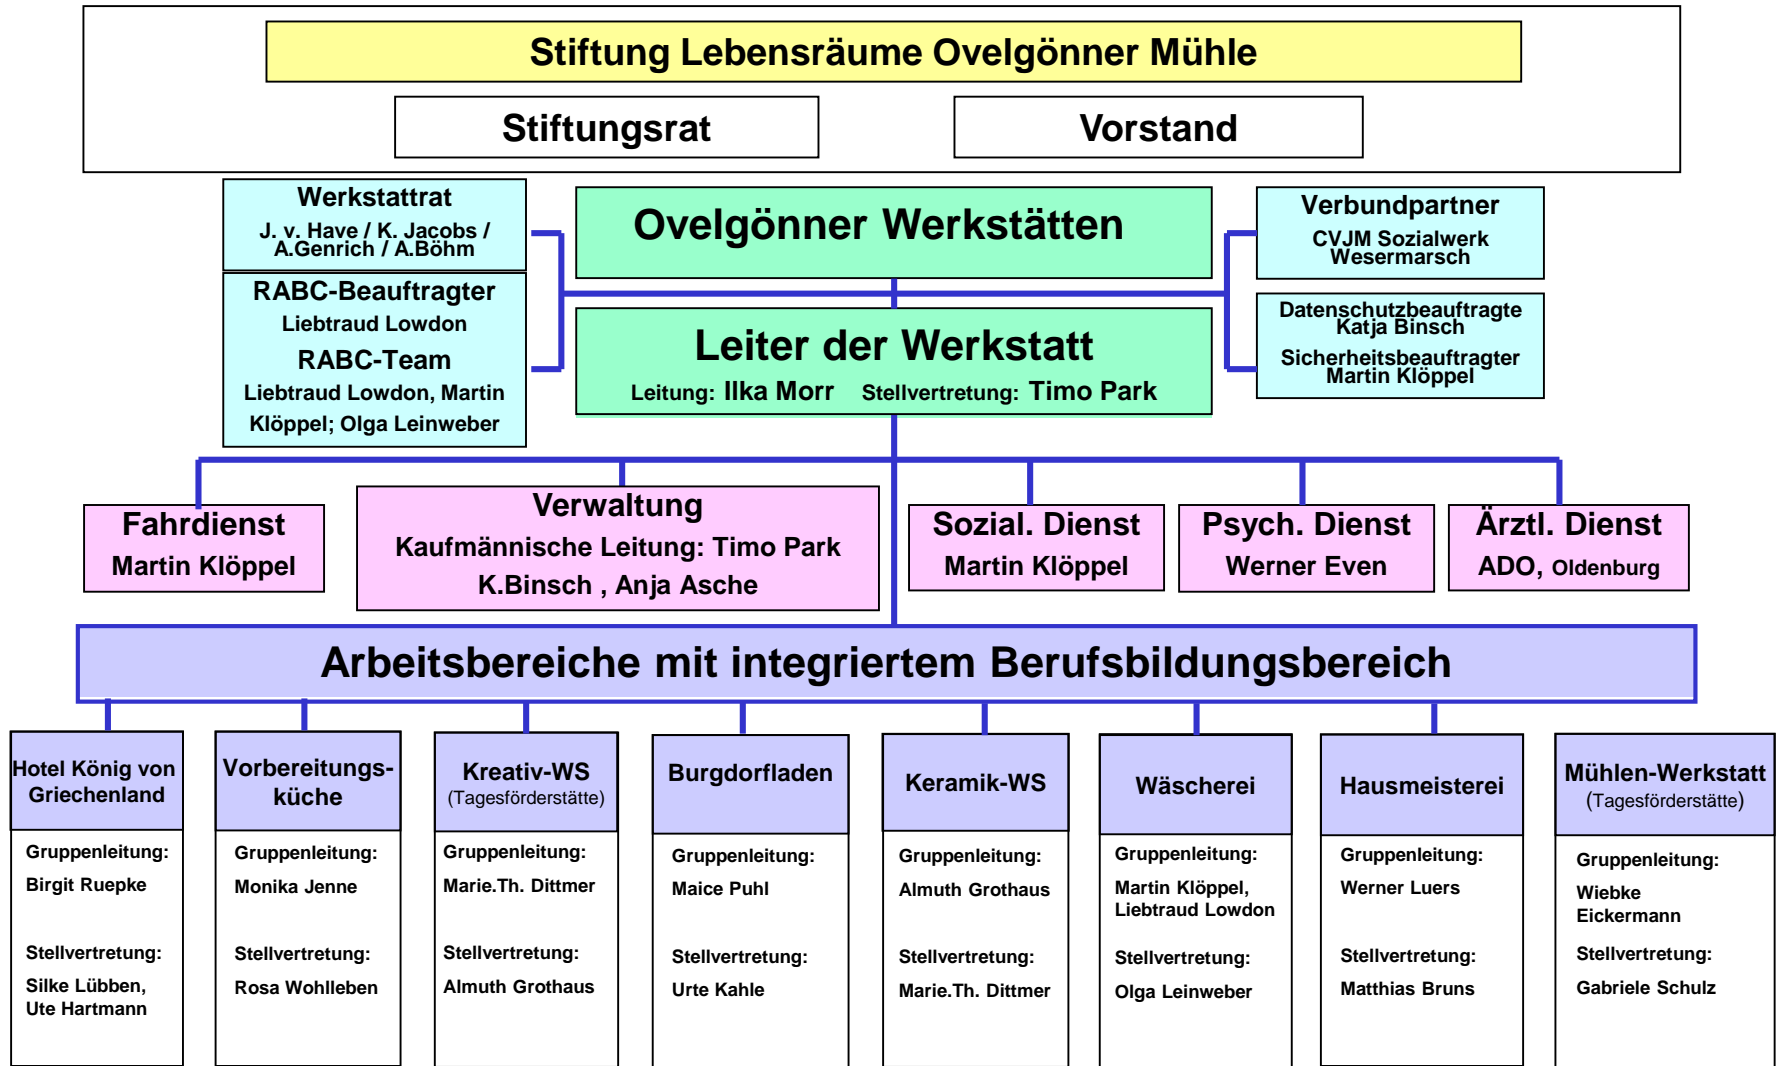 Stiftung Lebensräume Ovelgönner Mühle
Stiftungsrat
Vorstand
Werkstattrat
J. v. Have / K. Jacobs /
A.Genrich / A.Böhm
RABC-Beauftragter
Liebtraud Lowdon
RABC-Team
Liebtraud Lowdon, Martin
Klöppel; Olga Leinweber
Ovelgönner Werkstätten
Leiter der Werkstatt
Leitung: Ilka Morr Stellvertretung: Timo Park
Verbundpartner
CVJM Sozialwerk
Wesermarsch
Datenschutzbeauftragte
Katja Binsch
Sicherheitsbeauftragter
Martin Klöppel
Fahrdienst
Martin Klöppel
Verwaltung
Kaufmännische Leitung: Timo Park
K.Binsch , Anja Asche
Sozial. Dienst
Martin Klöppel
Psych. Dienst
Werner Even
Ärztl. Dienst
ADO, Oldenburg
Arbeitsbereiche mit integriertem Berufsbildungsbereich
Hotel König von
Griechenland
Gruppenleitung:
Birgit Ruepke
Stellvertretung:
Silke Lübben,
Ute Hartmann
Vorbereitungs-
küche
Gruppenleitung:
Monika Jenne
Stellvertretung:
Rosa Wohlleben
Kreativ-WS
(Tagesförderstätte)
Gruppenleitung:
Marie.Th. Dittmer
Stellvertretung:
Almuth Grothaus
Burgdorfladen
Gruppenleitung:
Maice Puhl
Stellvertretung:
Urte Kahle
Keramik-WS
Gruppenleitung:
Almuth Grothaus
Stellvertretung:
Marie.Th. Dittmer
Wäscherei
Gruppenleitung:
Martin Klöppel,
Liebtraud Lowdon
Stellvertretung:
Olga Leinweber
Hausmeisterei
Gruppenleitung:
Werner Luers
Stellvertretung:
Matthias Bruns
Mühlen-Werkstatt
(Tagesförderstätte)
Gruppenleitung:
Wiebke
Eickermann
Stellvertretung:
Gabriele Schulz